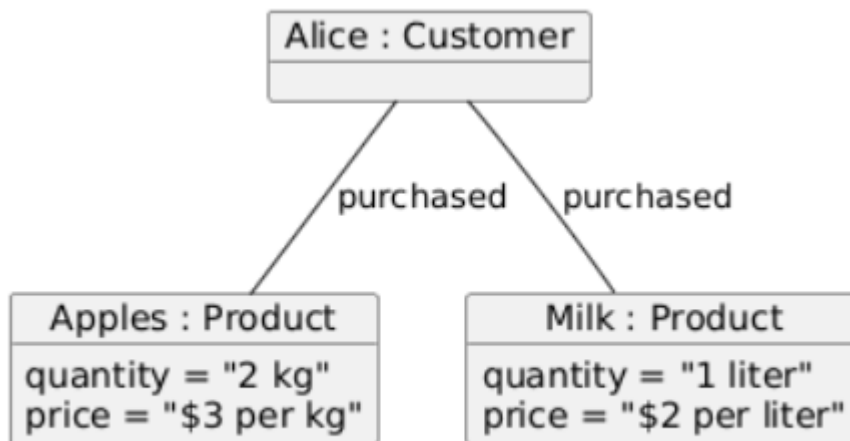 Alice : Customer
purchased
purchased
Apples : Product
quantity = "2 kg"
price = "$3 per kg"
Milk : Product
quantity = "1 liter"
price = "$2 per liter"